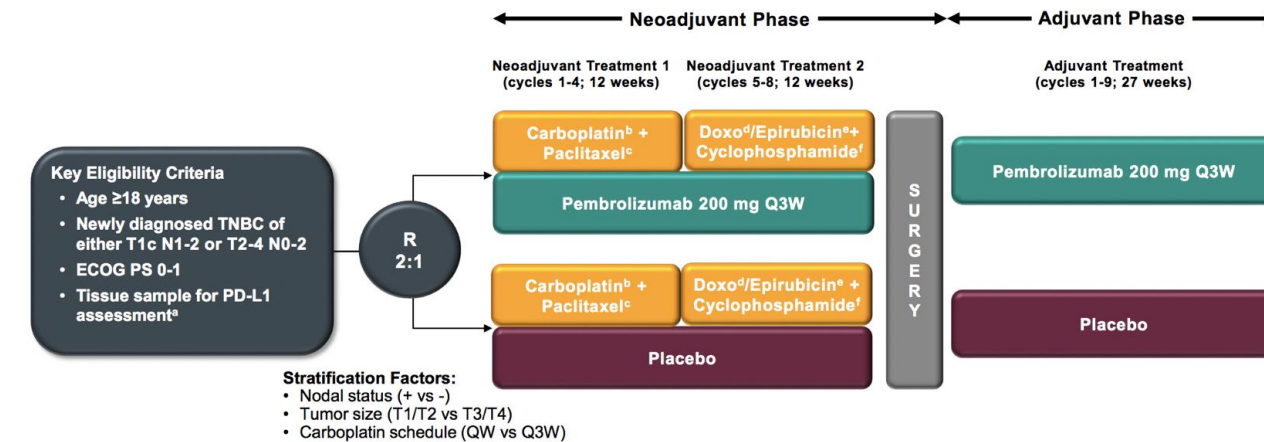 Neoadjuvant Phase
Adjuvant Phase
Neoadjuvant Treatment 1
(cycles 1-4; 12 weeks)
Neoadjuvant Treatment 2
(cycles 5-8; 12 weeks)
Adjuvant Treatment
(cycles 1-9; 27 weeks)
Key Eligibility Criteria
• Age ≥18 years
• Newly diagnosed TNBC of
either T1c N1-2 or T2-4 N0-2
• ECOG PS 0-1
• Tissue sample for PD-L1
assessmentᵃ
R
2:1
Carboplatinᵇ +
Paclitaxelᶜ
Doxoᵈ/Epirubicinᵉ+
Cyclophosphamideᶠ
Pembrolizumab 200 mg Q3W
Carboplatinᵇ +
Paclitaxelᶜ
Doxoᵈ/Epirubicinᵉ +
Cyclophosphamideᶠ
Placebo
SURGERY
Pembrolizumab 200 mg Q3W
Placebo
Stratification Factors:
• Nodal status (+ vs -)
• Tumor size (T1/T2 vs T3/T4)
• Carboplatin schedule (QW vs Q3W)